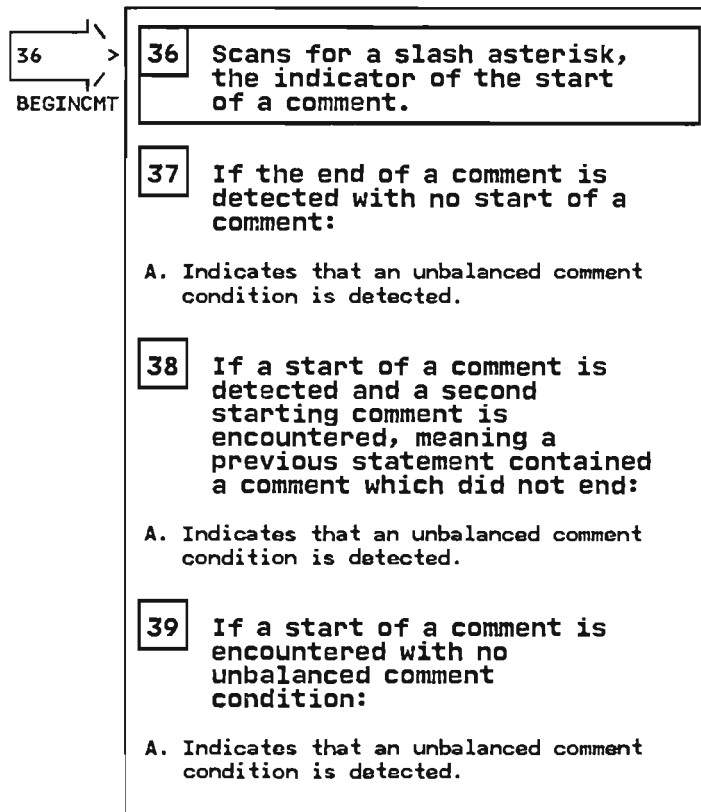 36 >
BEGINCMT
36 Scans for a slash asterisk,
the indicator of the start
of a comment.
37 If the end of a comment is
detected with no start of a
comment:
A. Indicates that an unbalanced comment
condition is detected.
38 If a start of a comment is
detected and a second
starting comment is
encountered, meaning a
previous statement contained
a comment which did not end:
A. Indicates that an unbalanced comment
condition is detected.
39 If a start of a comment is
encountered with no
unbalanced comment
condition:
A. Indicates that an unbalanced comment
condition is detected.